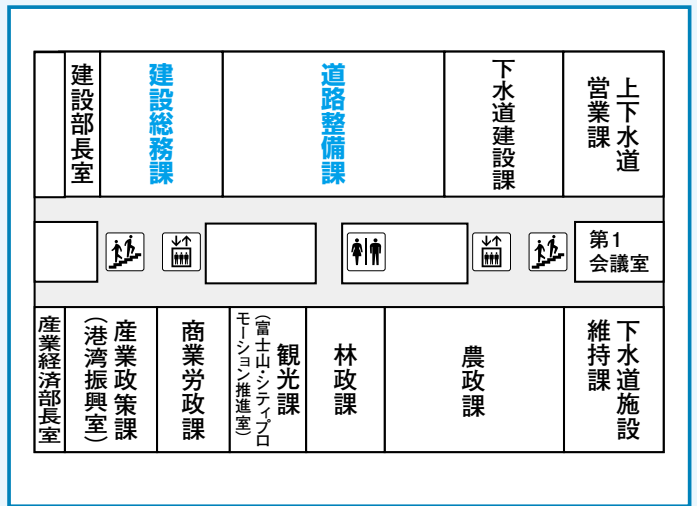 建設部長室
建設総務課
道路整備課
下水道建設課
上下水道
営業課
第1
会議室
産業経済部長室
産業政策課
（港湾振興室）
商業労政課
観光課
（富士山・シティプロ
モーション推進室）
林政課
農政課
下水道施設
維持課